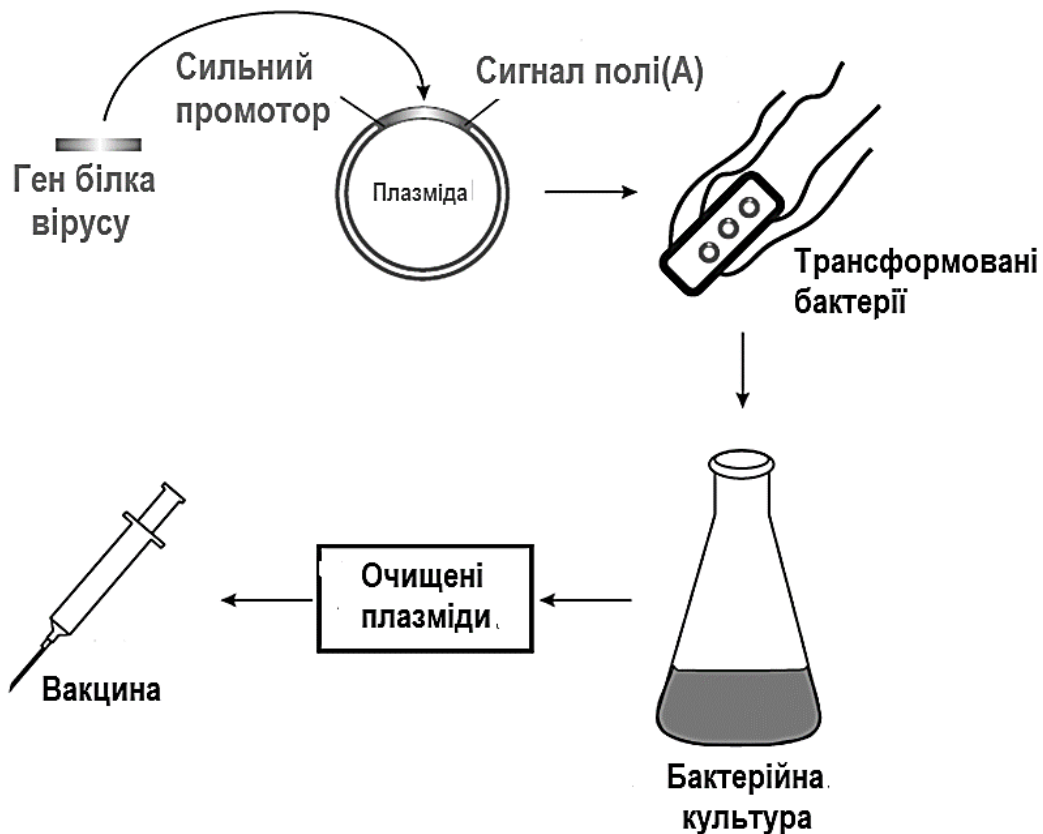 Сильний
промотор
Сигнал полі(А)
Ген білка
вірусу
Плазміда
Трансформовані
бактерії
Очищені
плазміди
Вакцина
Бактерійна
культура